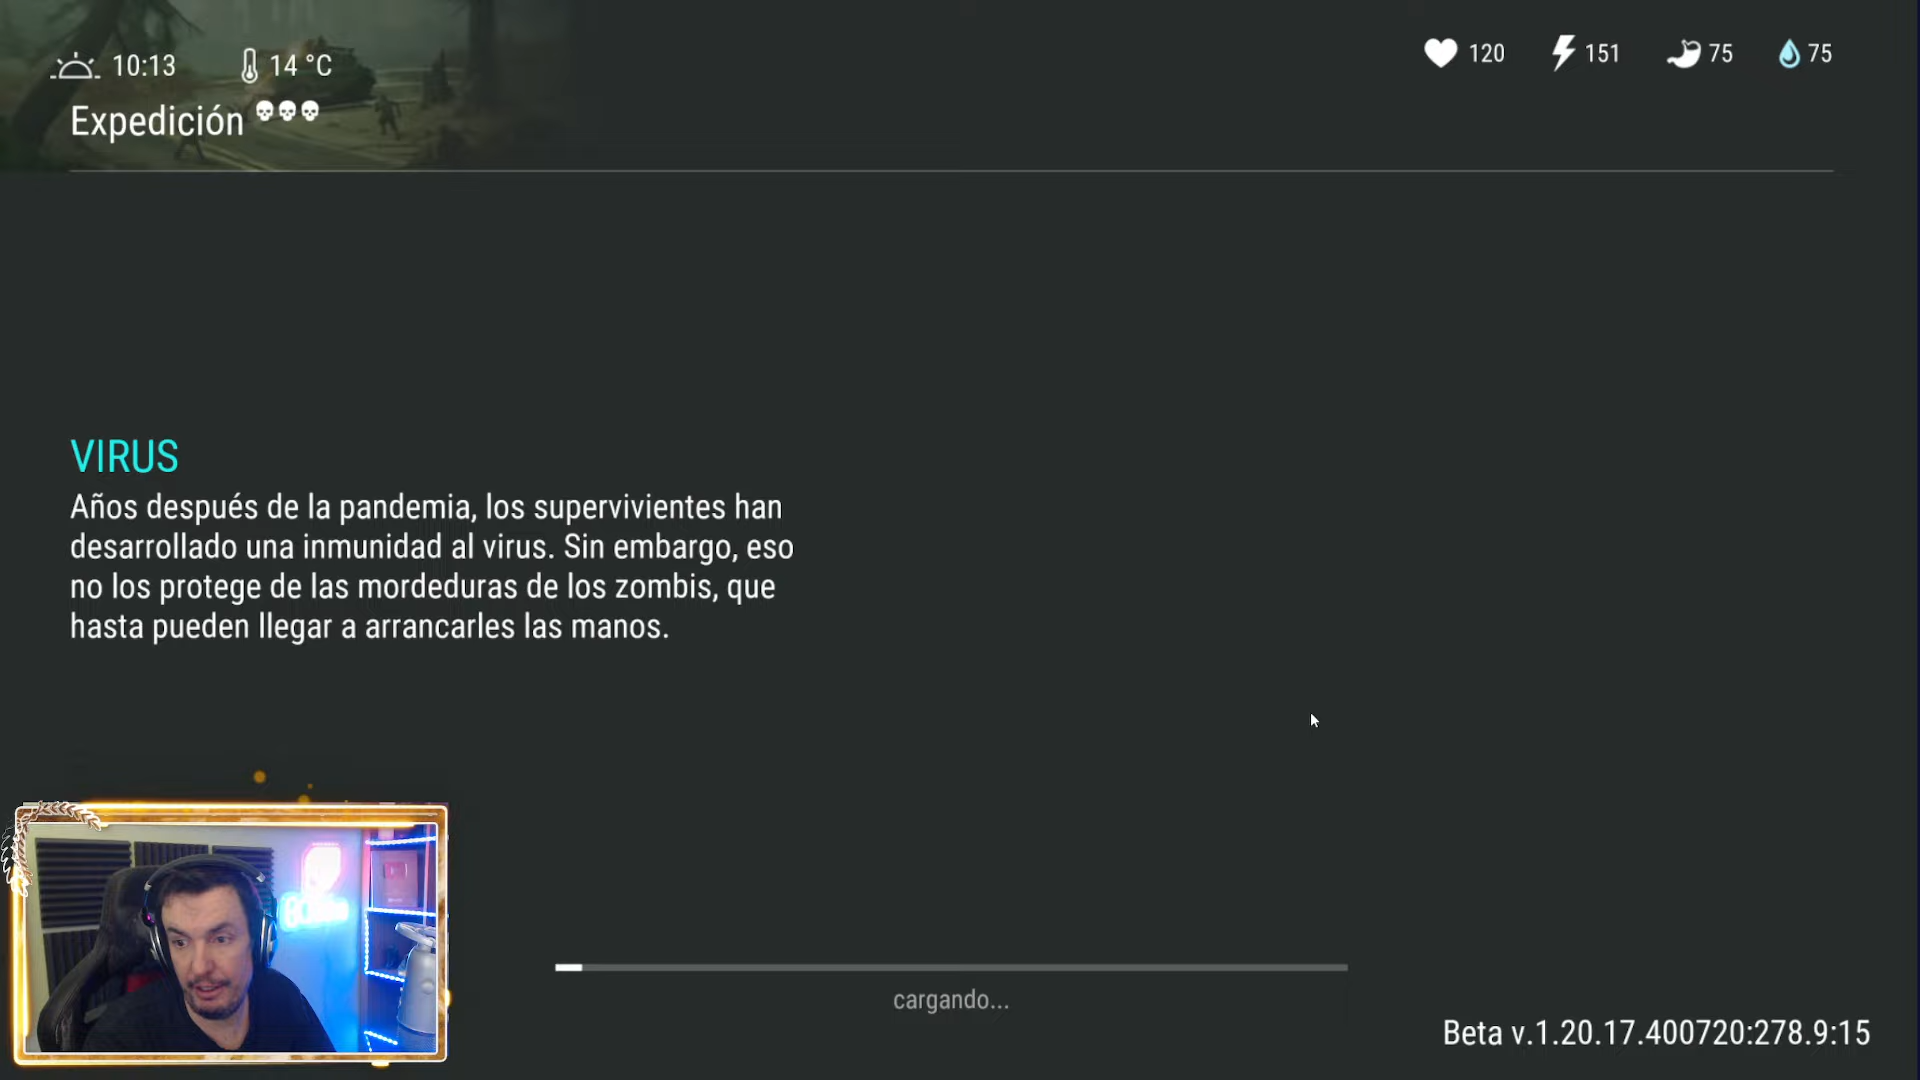 10:13
14 °C
120
151
75
75
Expedición
VIRUS
Años después de la pandemia, los supervivientes han
desarrollado una inmunidad al virus. Sin embargo, eso
no los protege de las mordeduras de los zombis, que
hasta pueden llegar a arrancarles las manos.
cargando...
Beta v.1.20.17.400720:278.9:15